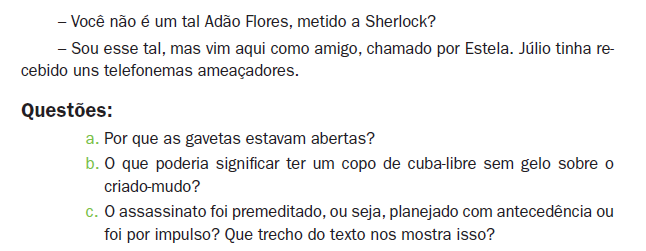 – Você não é um tal Adão Flores, metido a Sherlock?
– Sou esse tal, mas vim aqui como amigo, chamado por Estela. Júlio tinha re-
cebido uns telefonemas ameaçadores.
Questões:
a. Por que as gavetas estavam abertas?
b. O que poderia significar ter um copo de cuba-libre sem gelo sobre o
criado-mudo?
c. O assassinato foi premeditado, ou seja, planejado com antecedência ou
foi por impulso? Que trecho do texto nos mostra isso?